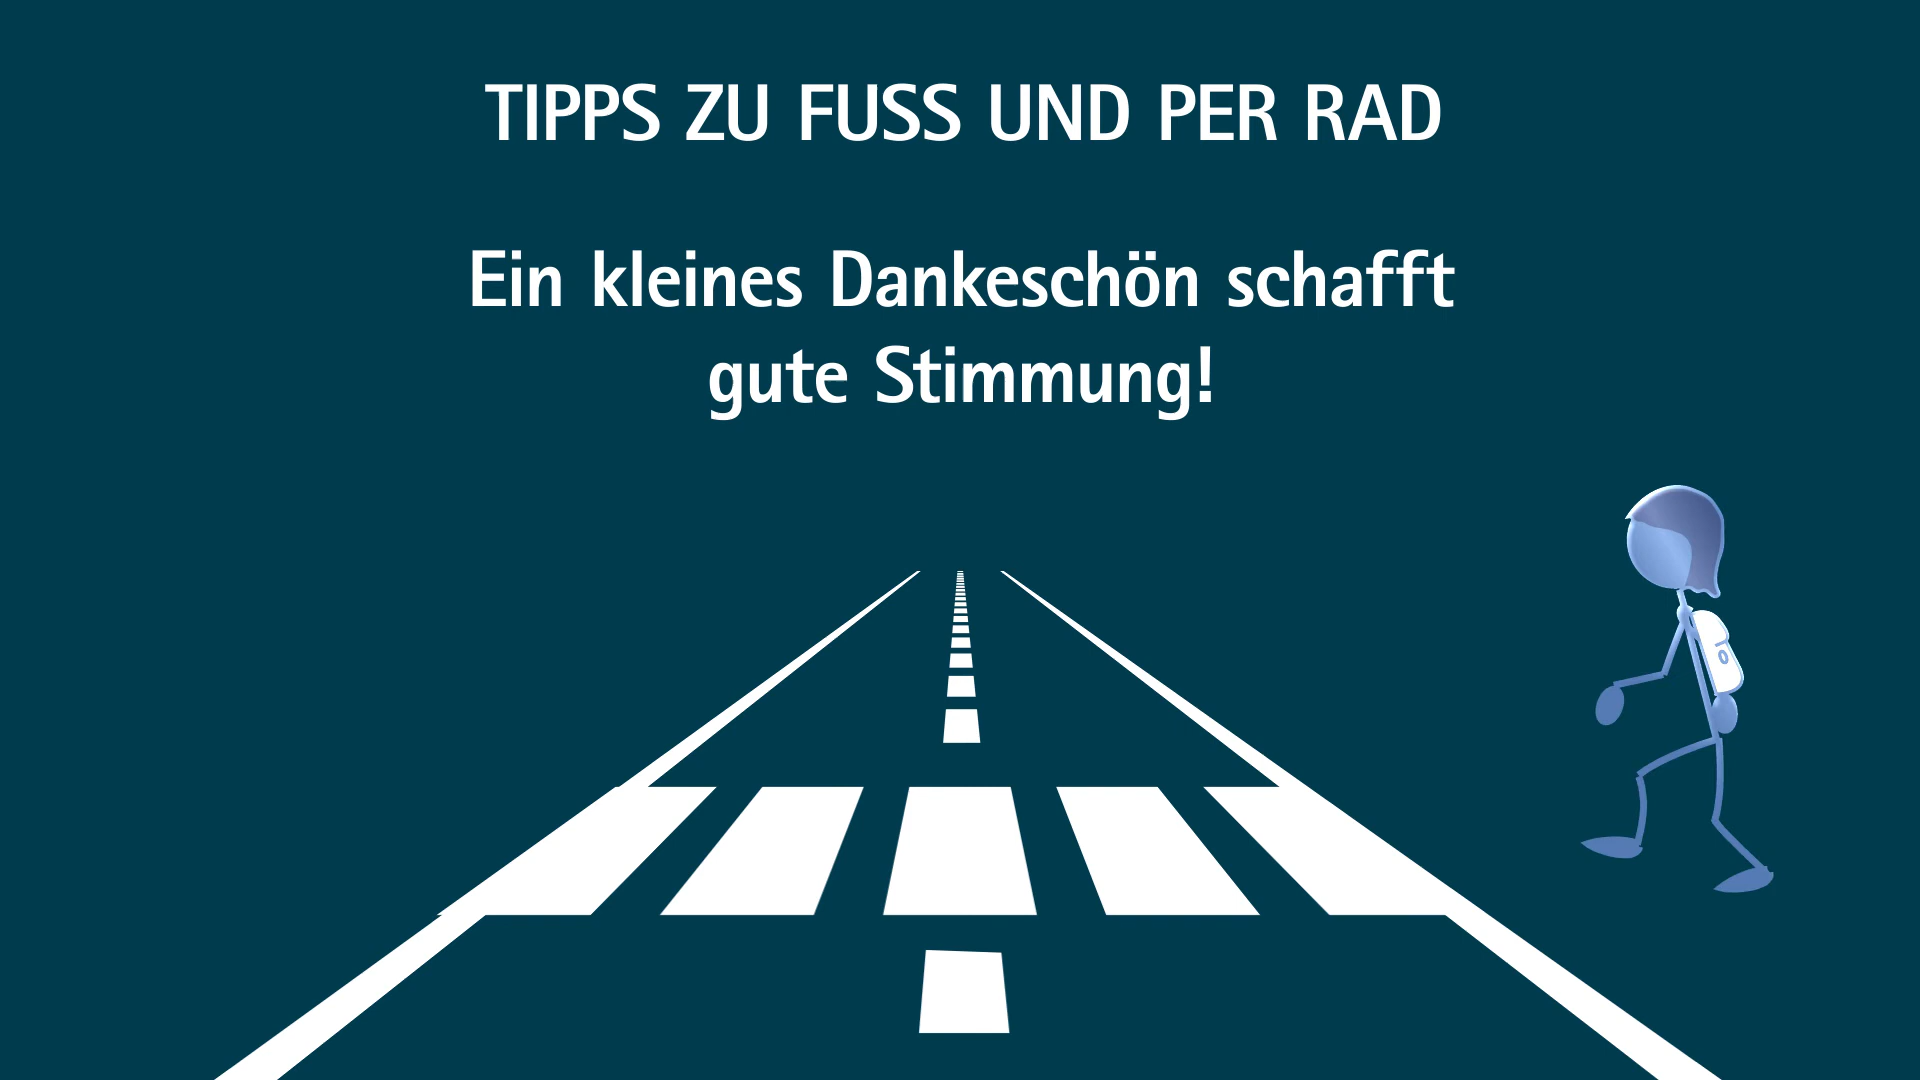 TIPPS ZU FUSS UND PER RAD
Ein kleines Dankeschön schafft
gute Stimmung!